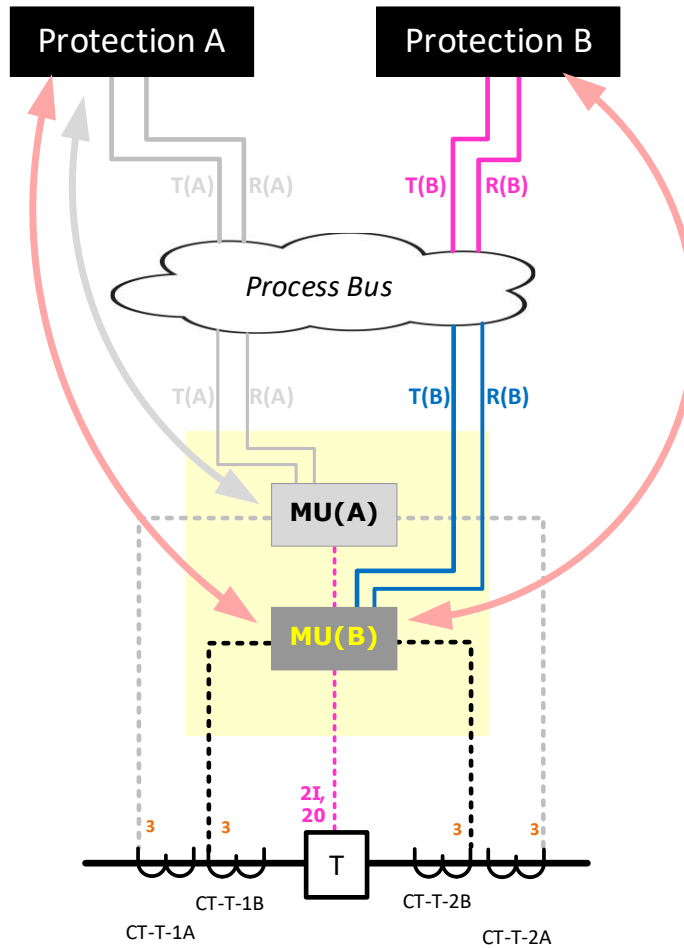 Protection A
Protection B
T(A)
R(A)
T(B)
R(B)
Process Bus
T(A)
R(A)
T(B)
R(B)
MU(A)
MU(B)
2I,
20
3
3
3
3
T
CT-T-1B
CT-T-2B
CT-T-1A
CT-T-2A